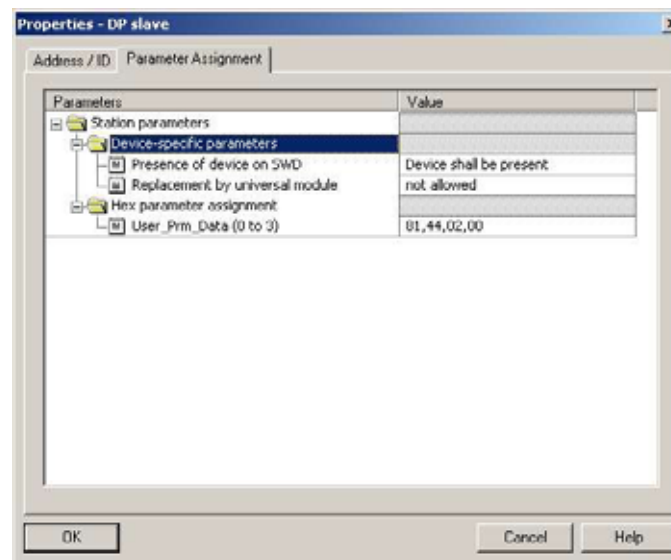 Properties - DP slave
Address / ID Parameter Assignment
Parameters Value
Station parameters
Device-specific parameters
Presence of device on SWD Device shall be present
Replacement by universal module not allowed
Hex parameter assignment
User_Prm_Data (0 to 3) 81,44,02,00
OK Cancel Help